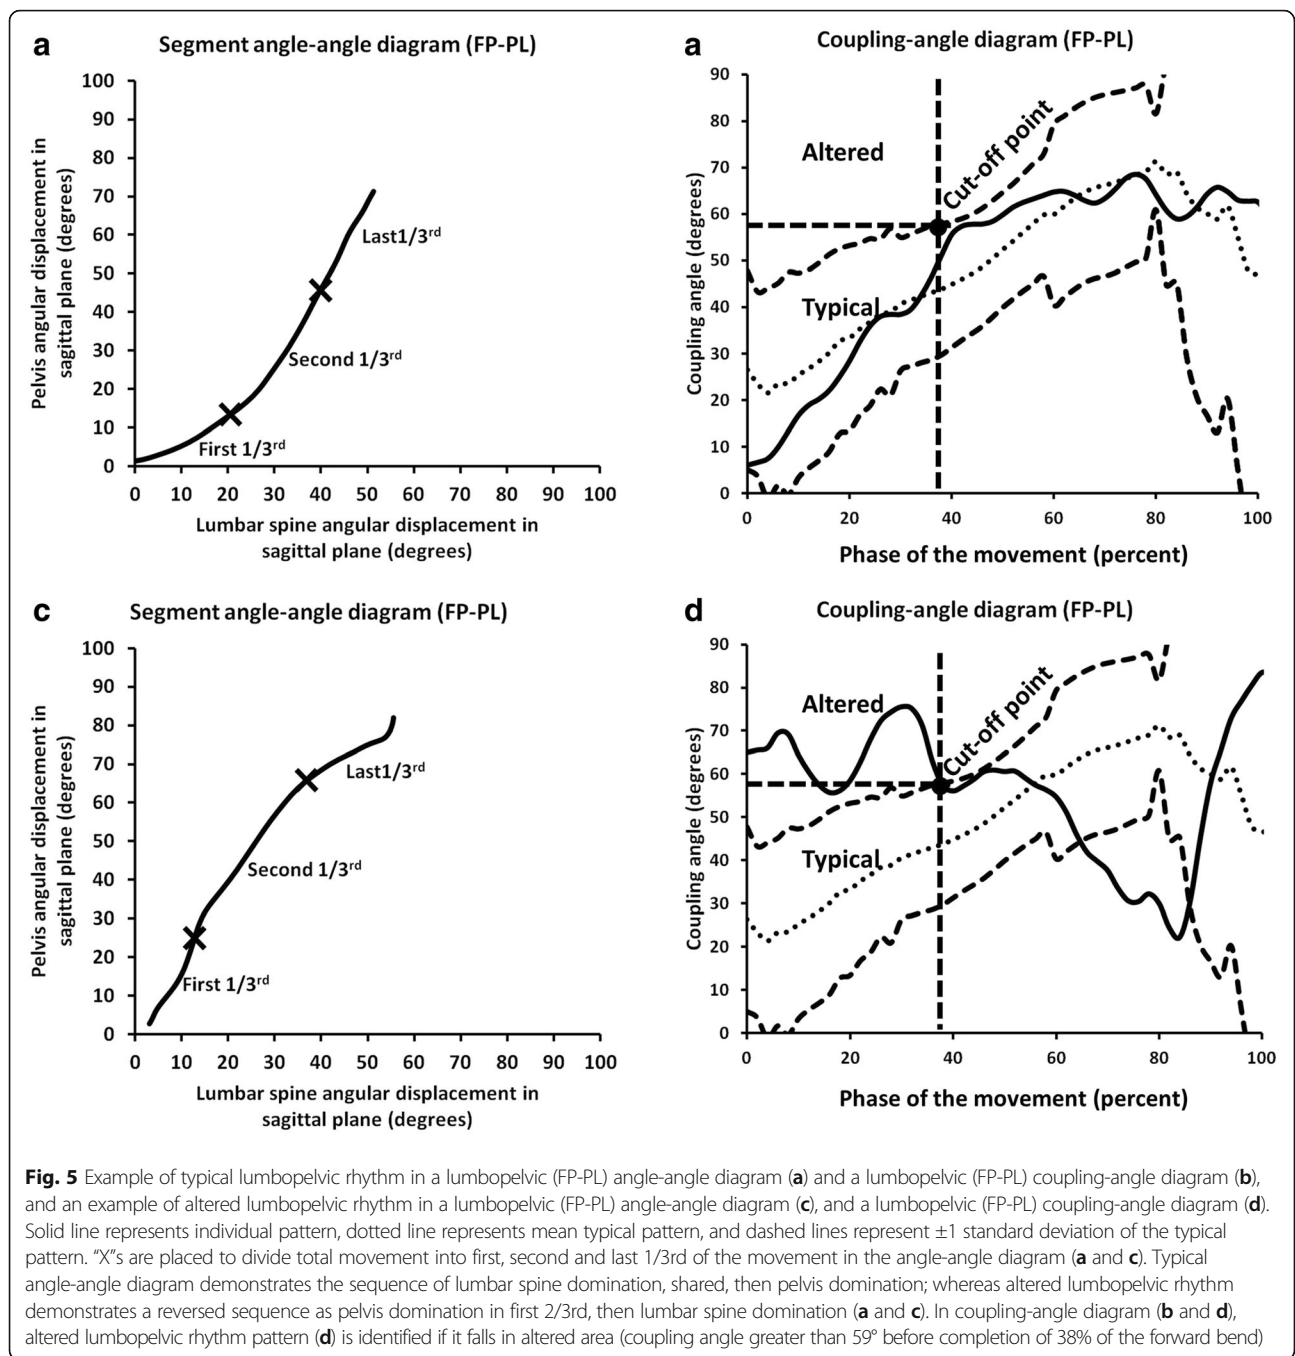 a
Segment angle-angle diagram (FP-PL)
Pelvis angular displacement in
sagittal plane (degrees)
100
90
80
70
60
50
40
30
20
10
0
Last1/3rd
Second 1/3rd
First 1/3rd
0 10 20 30 40 50 60 70 80 90 100
Lumbar spine angular displacement in
sagittal plane (degrees)
a
Coupling-angle diagram (FP-PL)
Coupling angle (degrees)
90
80
70
60
50
40
30
20
10
0
Altered
Cut-off point
Typical
0 20 40 60 80 100
Phase of the movement (percent)
c
Segment angle-angle diagram (FP-PL)
Pelvis angular displacement in
sagittal plane (degrees)
100
90
80
70
60
50
40
30
20
10
0
Last1/3rd
Second 1/3rd
First 1/3rd
0 10 20 30 40 50 60 70 80 90 100
Lumbar spine angular displacement in
sagittal plane (degrees)
d
Coupling-angle diagram (FP-PL)
Coupling angle (degrees)
90
80
70
60
50
40
30
20
10
0
Altered
Cut-off point
Typical
0 20 40 60 80 100
Phase of the movement (percent)
Fig. 5 Example of typical lumbopelvic rhythm in a lumbopelvic (FP-PL) angle-angle diagram (a) and a lumbopelvic (FP-PL) coupling-angle diagram (b),
and an example of altered lumbopelvic rhythm in a lumbopelvic (FP-PL) angle-angle diagram (c), and a lumbopelvic (FP-PL) coupling-angle diagram (d).
Solid line represents individual pattern, dotted line represents mean typical pattern, and dashed lines represent ±1 standard deviation of the typical
pattern. “X”s are placed to divide total movement into first, second and last 1/3rd of the movement in the angle-angle diagram (a and c). Typical
angle-angle diagram demonstrates the sequence of lumbar spine domination, shared, then pelvis domination; whereas altered lumbopelvic rhythm
demonstrates a reversed sequence as pelvis domination in first 2/3rd, then lumbar spine domination (a and c). In coupling-angle diagram (b and d),
altered lumbopelvic rhythm pattern (d) is identified if it falls in altered area (coupling angle greater than 59° before completion of 38% of the forward bend)